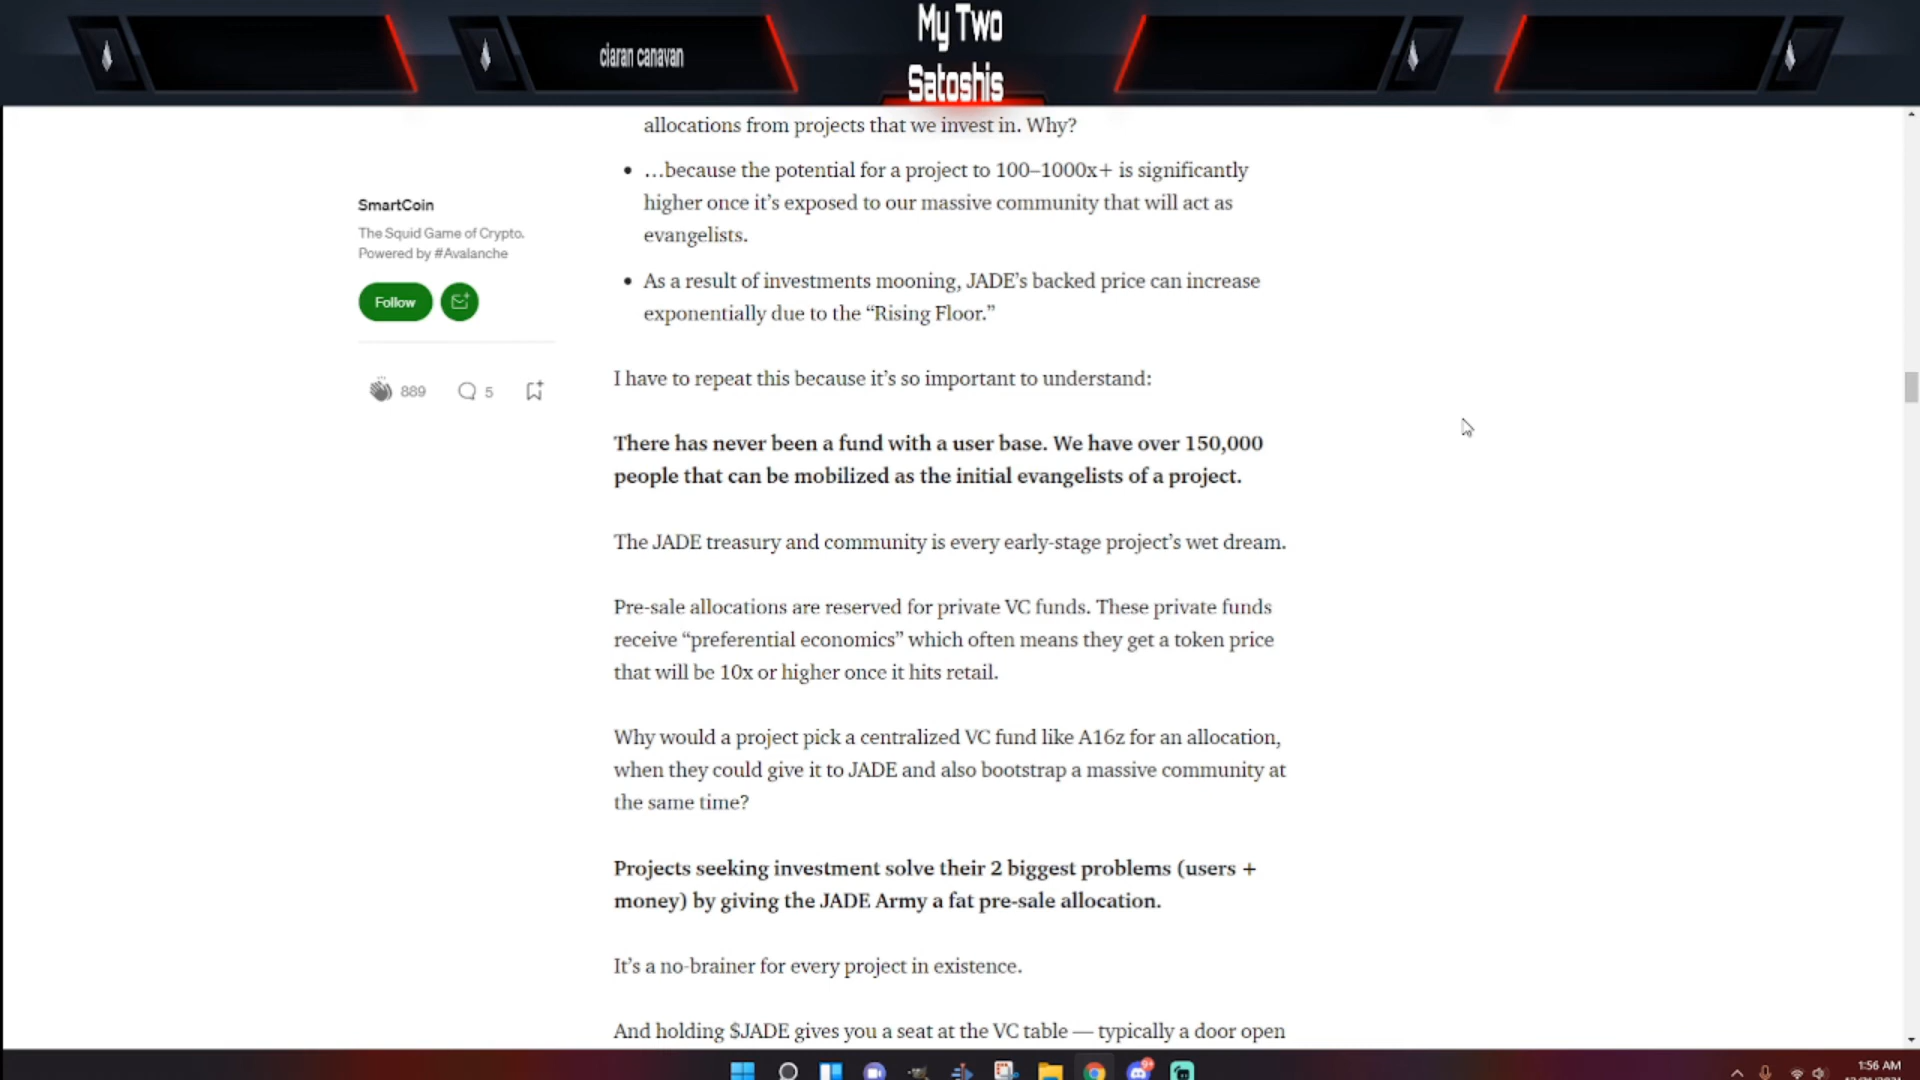 My Two
Satoshis
ciaran canavan
allocations from projects that we invest in. Why?
…because the potential for a project to 100–1000x+ is significantly
higher once it’s exposed to our massive community that will act as
evangelists.
As a result of investments mooning, JADE’s backed price can increase
exponentially due to the “Rising Floor.”
SmartCoin
The Squid Game of Crypto.
Powered by #Avalanche
Follow
889
5
I have to repeat this because it’s so important to understand:
There has never been a fund with a user base. We have over 150,000
people that can be mobilized as the initial evangelists of a project.
The JADE treasury and community is every early-stage project’s wet dream.
Pre-sale allocations are reserved for private VC funds. These private funds
receive “preferential economics” which often means they get a token price
that will be 10x or higher once it hits retail.
Why would a project pick a centralized VC fund like A16z for an allocation,
when they could give it to JADE and also bootstrap a massive community at
the same time?
Projects seeking investment solve their 2 biggest problems (users +
money) by giving the JADE Army a fat pre-sale allocation.
It’s a no-brainer for every project in existence.
And holding $JADE gives you a seat at the VC table — typically a door open
1:56 AM